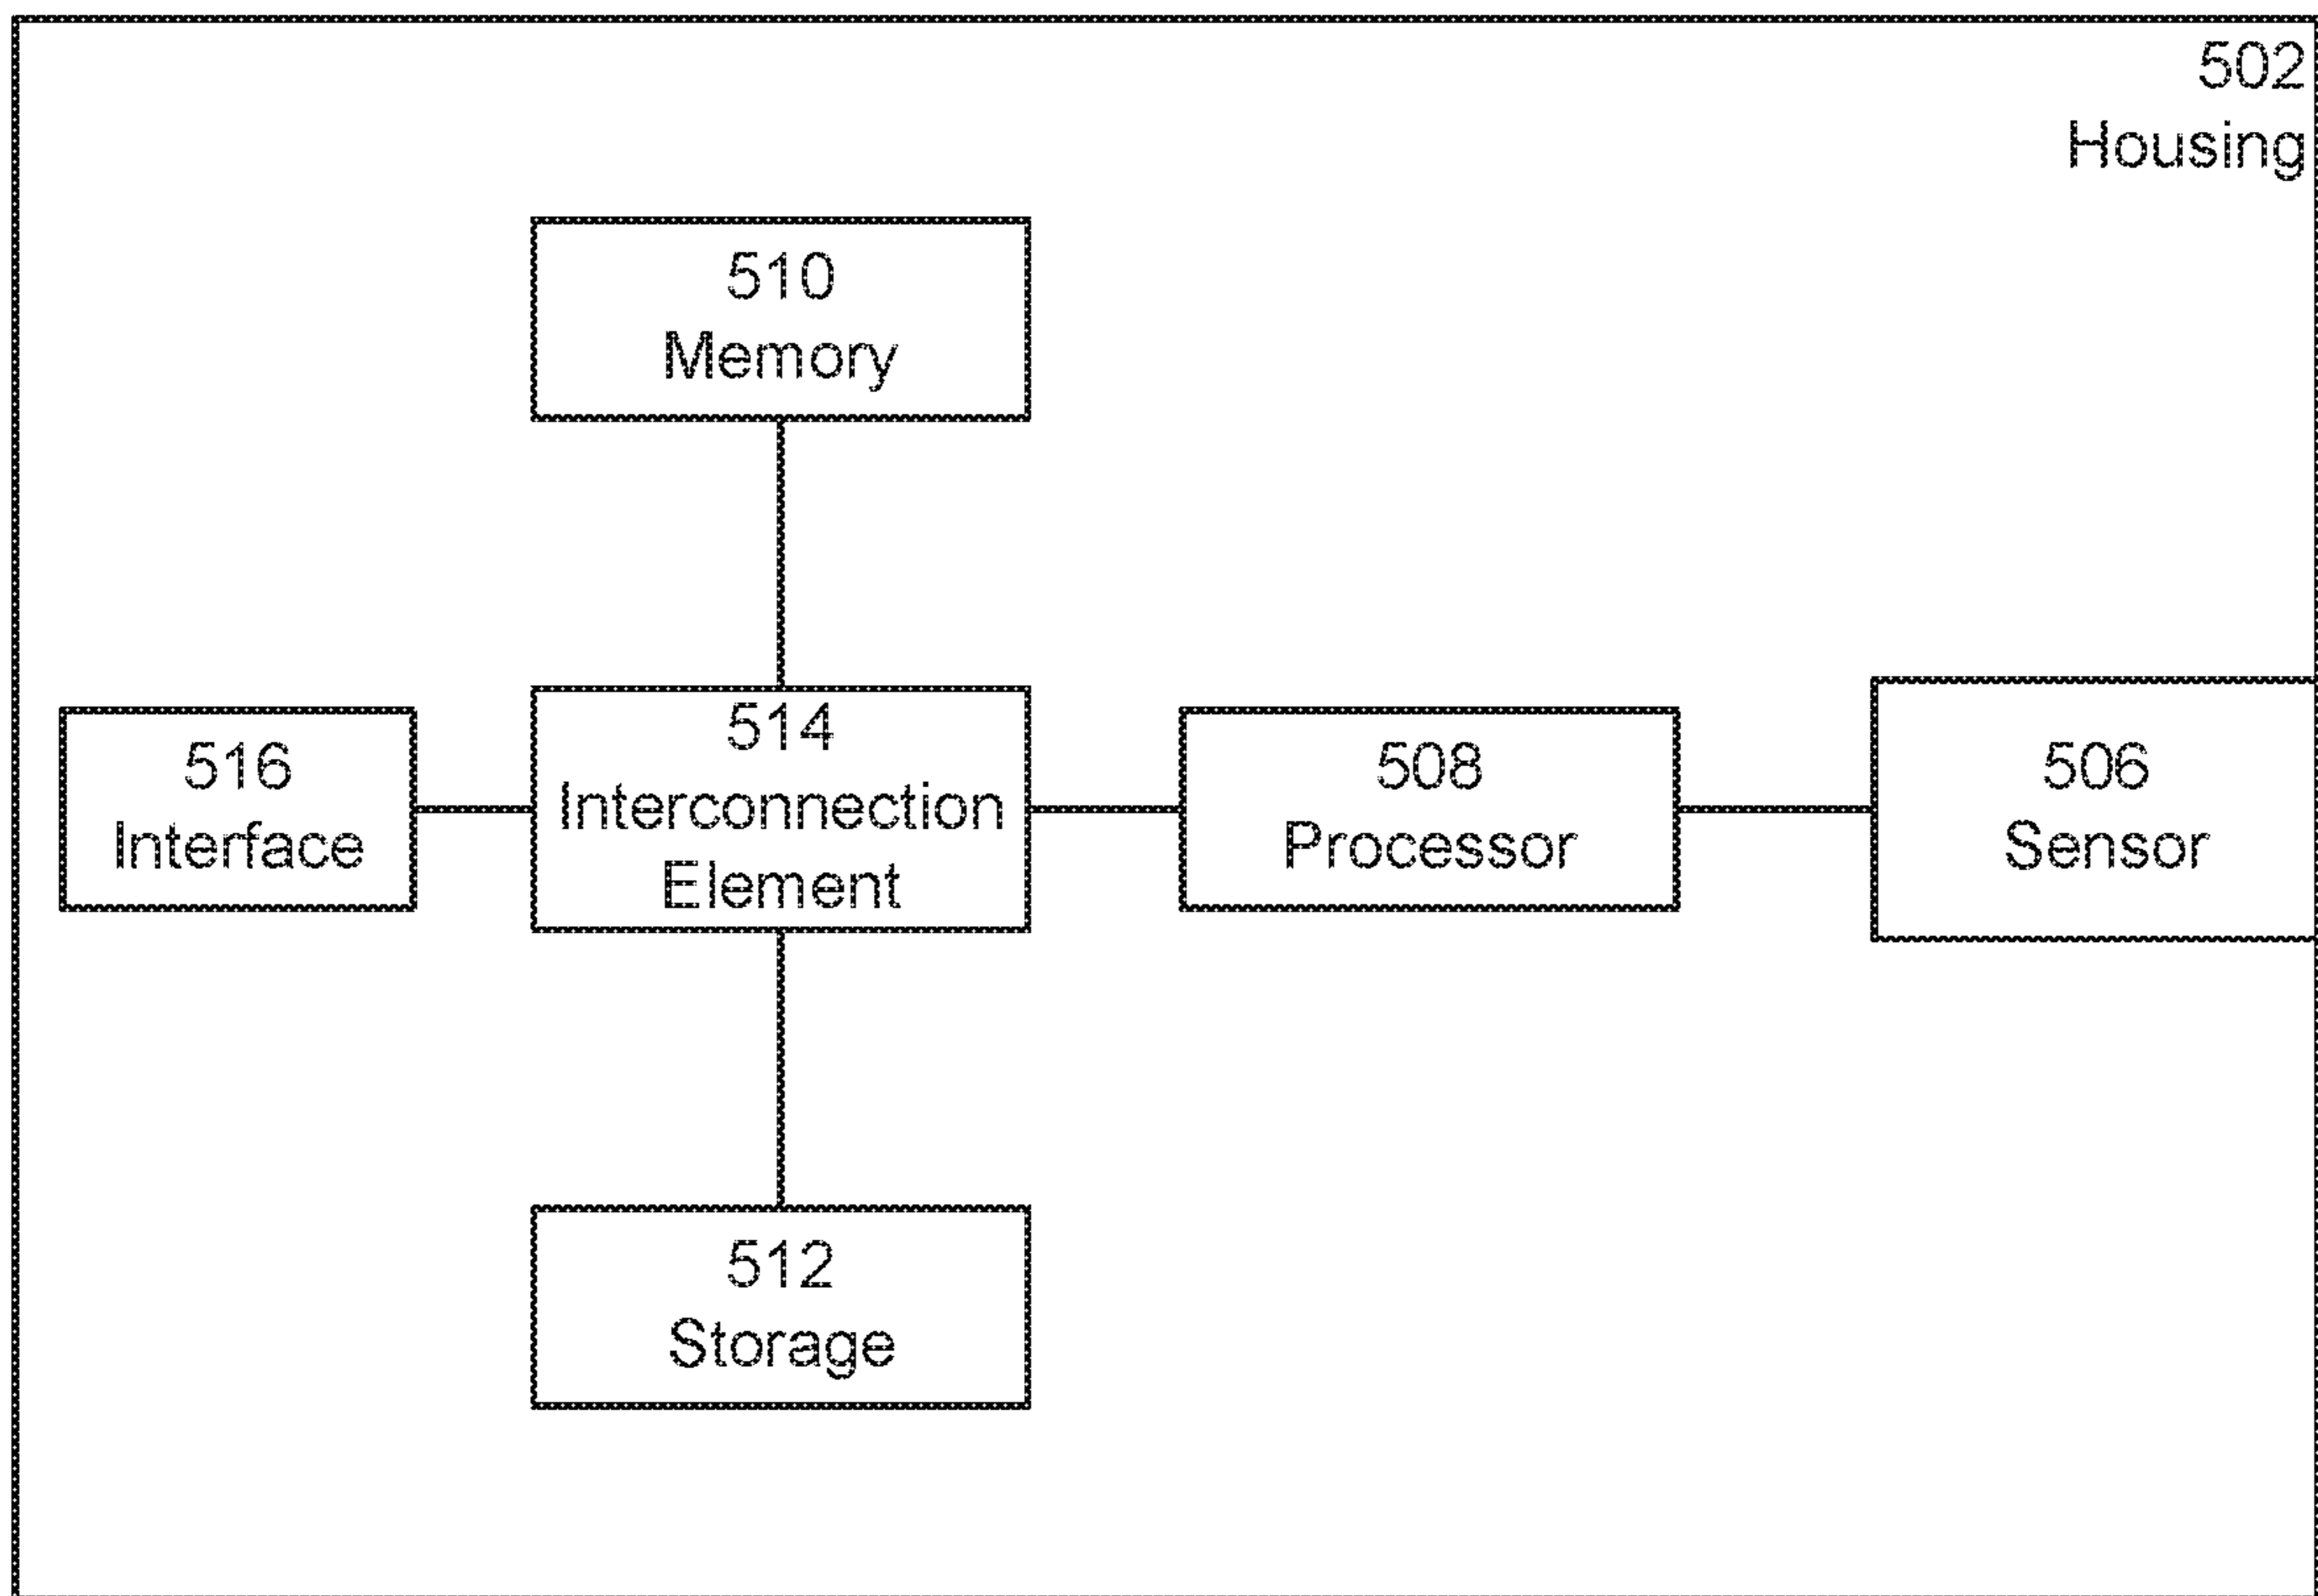 502
Housing
510
Memory
516
Interface
514
Interconnection
Element
508
Processor
506
Sensor
512
Storage